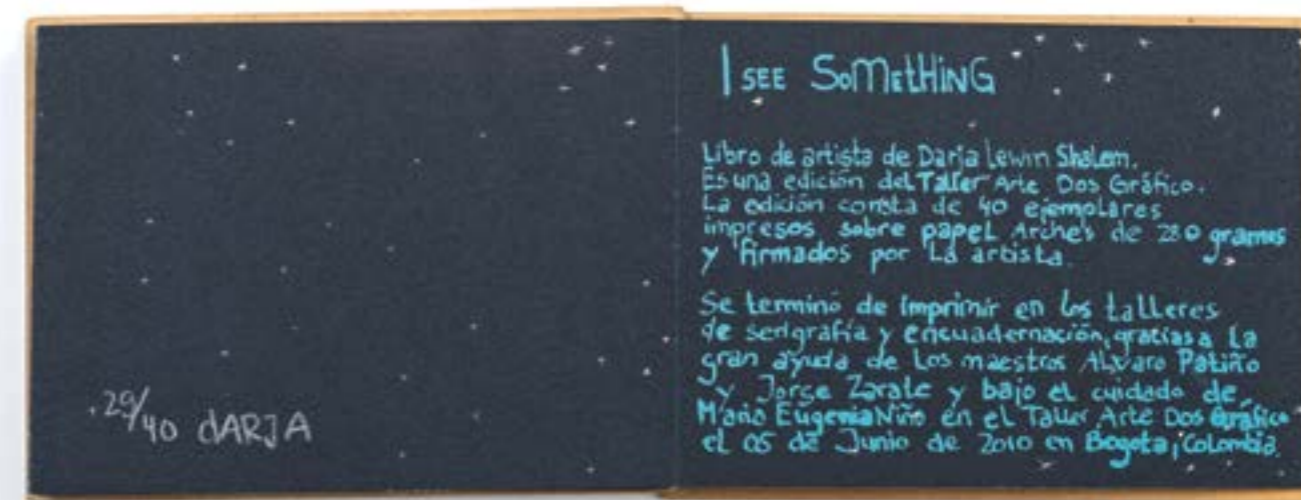 29/40 dARJA
I SEE SoMEtHiNG
Libro de artista de Darja Lewin Shalem.
Es una edición del Taller Arte Dos Gráfico.
La edición consta de 40 ejemplares
impresos sobre papel Arches de 280 gramos
y firmados por la artista.
Se terminó de imprimir en los talleres
de serigrafía y encuadernación, gracias a la
gran ayuda de los maestros Alvaro Patiño
y Jorge Zarate y bajo el cuidado de
Maria Eugenia Niño en el Taller Arte Dos Gráfico
el 05 de Junio de 2010 en Bogota, Colombia.